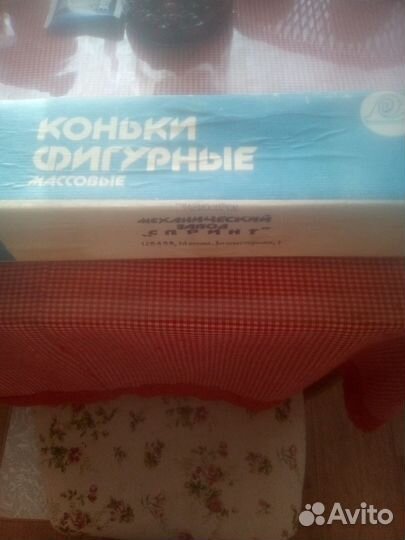 КОНЬКИ
ФИГУРНЫЕ
МАССОВЫЕ
МЕХАНИЧЕСКИЙ
ЗАВОД
„СПРИНТ“
Avito